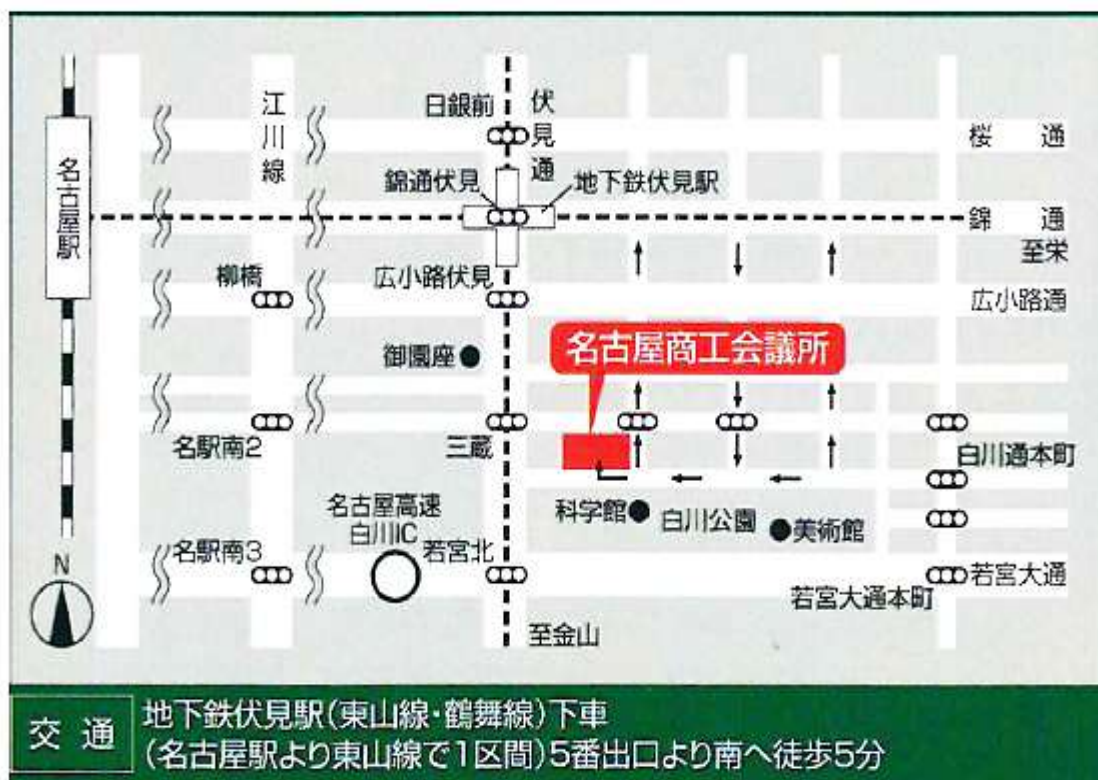 江川線
日銀前
伏見通
桜通
名古屋駅
錦通伏見
地下鉄伏見駅
錦通
至栄
柳橋
広小路伏見
広小路通
御園座
名古屋商工会議所
名駅南2
三蔵
白川通本町
科学館
白川公園
美術館
名古屋高速
白川IC
名駅南3
若宮北
若宮大通
若宮大通本町
N
至金山
交通
地下鉄伏見駅(東山線・鶴舞線)下車
(名古屋駅より東山線で1区間)5番出口より南へ徒歩5分